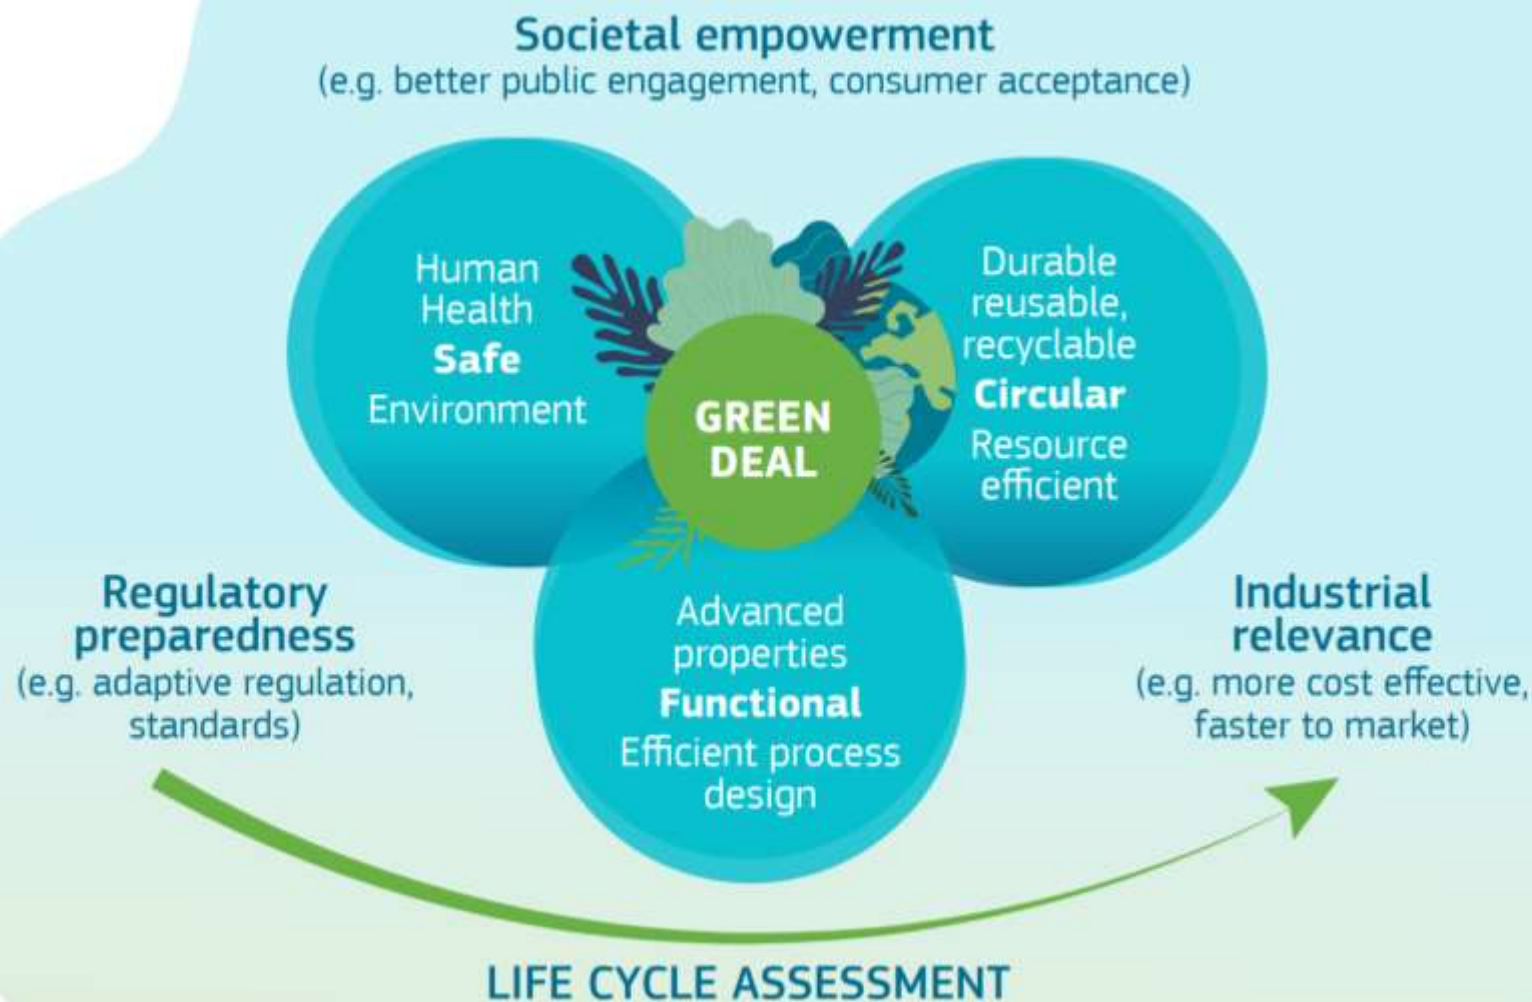 Societal empowerment
(e.g. better public engagement, consumer acceptance)
Human
Health
Safe
Environment
Durable
reusable,
recyclable
Circular
Resource
efficient
GREEN
DEAL
Advanced
properties
Functional
Efficient process
design
Regulatory
preparedness
(e.g. adaptive regulation,
standards)
Industrial
relevance
(e.g. more cost effective,
faster to market)
LIFE CYCLE ASSESSMENT